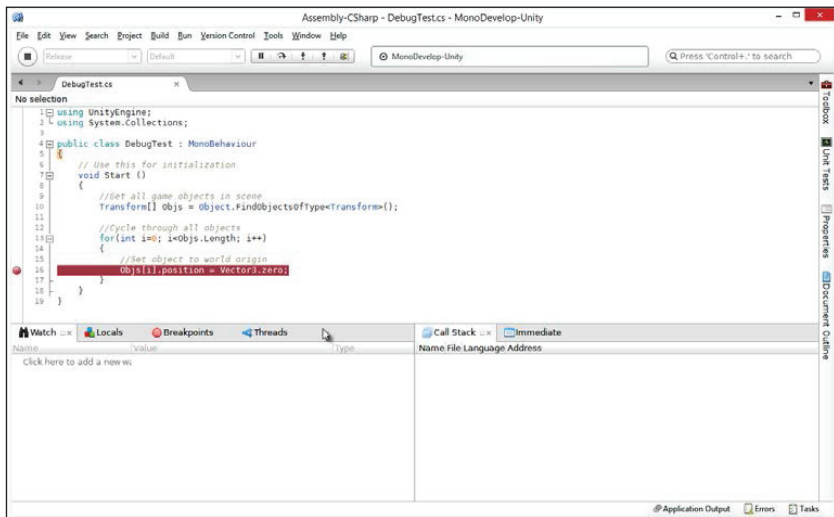 Assembly-CSharp - DebugTest.cs - MonoDevelop-Unity
File Edit View Search Project Build Run Version Control Tools Window Help
Release Default MonoDevelop-Unity Press 'Control+,' to search
DebugTest.cs
No selection
1 using UnityEngine;
2 using System.Collections;
3
4 public class DebugTest : MonoBehaviour
5 {
6 // Use this for initialization
7 void Start ()
8 {
9 //Get all game objects in scene
10 Transform[] Objs = Object.FindObjectsOfType<Transform>();
11
12 //Cycle through all objects
13 for(int i=0; i<Objs.Length; i++)
14 {
15 //Set object to world origin
16 Objs[i].position = Vector3.zero;
17 }
18 }
19 }
Toolbox
Unit Tests
Properties
Document Outline
Watch Locals Breakpoints Threads
Name Value Type
Click here to add a new wa
Call Stack Immediate
Name File Language Address
Application Output Errors Tasks